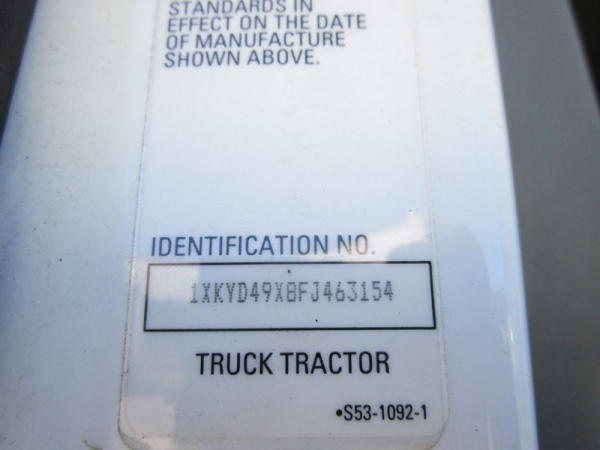 STANDARDS IN
EFFECT ON THE DATE
OF MANUFACTURE
SHOWN ABOVE.
IDENTIFICATION NO.
1XKYD49X8FJ463154
TRUCK TRACTOR
•S53-1092-1